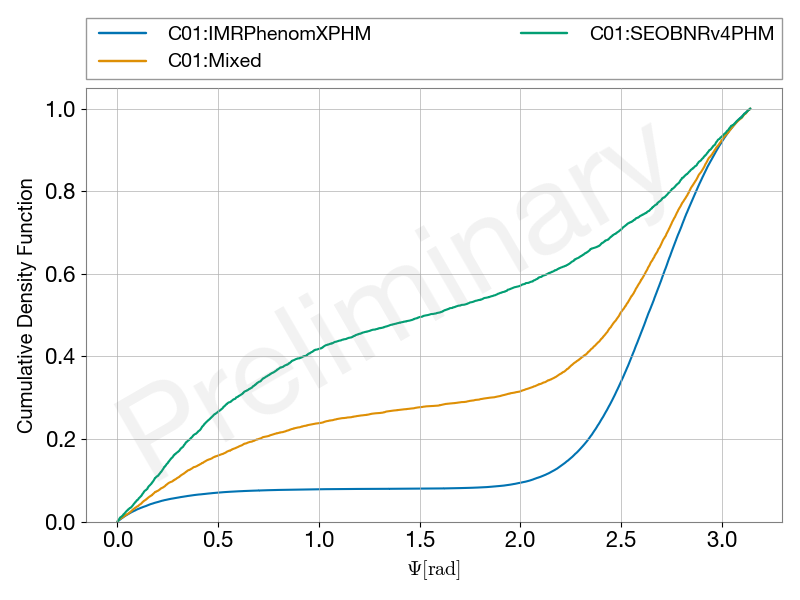 C01:IMRPhenomXPHM
C01:SEOBNRv4PHM
C01:Mixed
Preliminary
Cumulative Density Function
1.0
0.8
0.6
0.4
0.2
0.0
0.0 0.5 1.0 1.5 2.0 2.5 3.0
Ψ[rad]